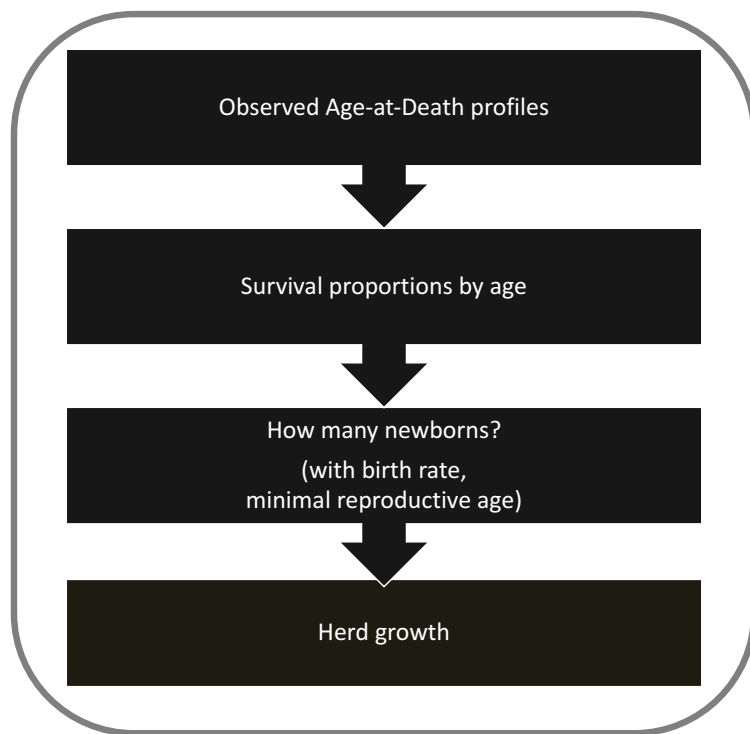 Observed Age-at-Death profiles
Survival proportions by age
How many newborns?
(with birth rate,
minimal reproductive age)
Herd growth